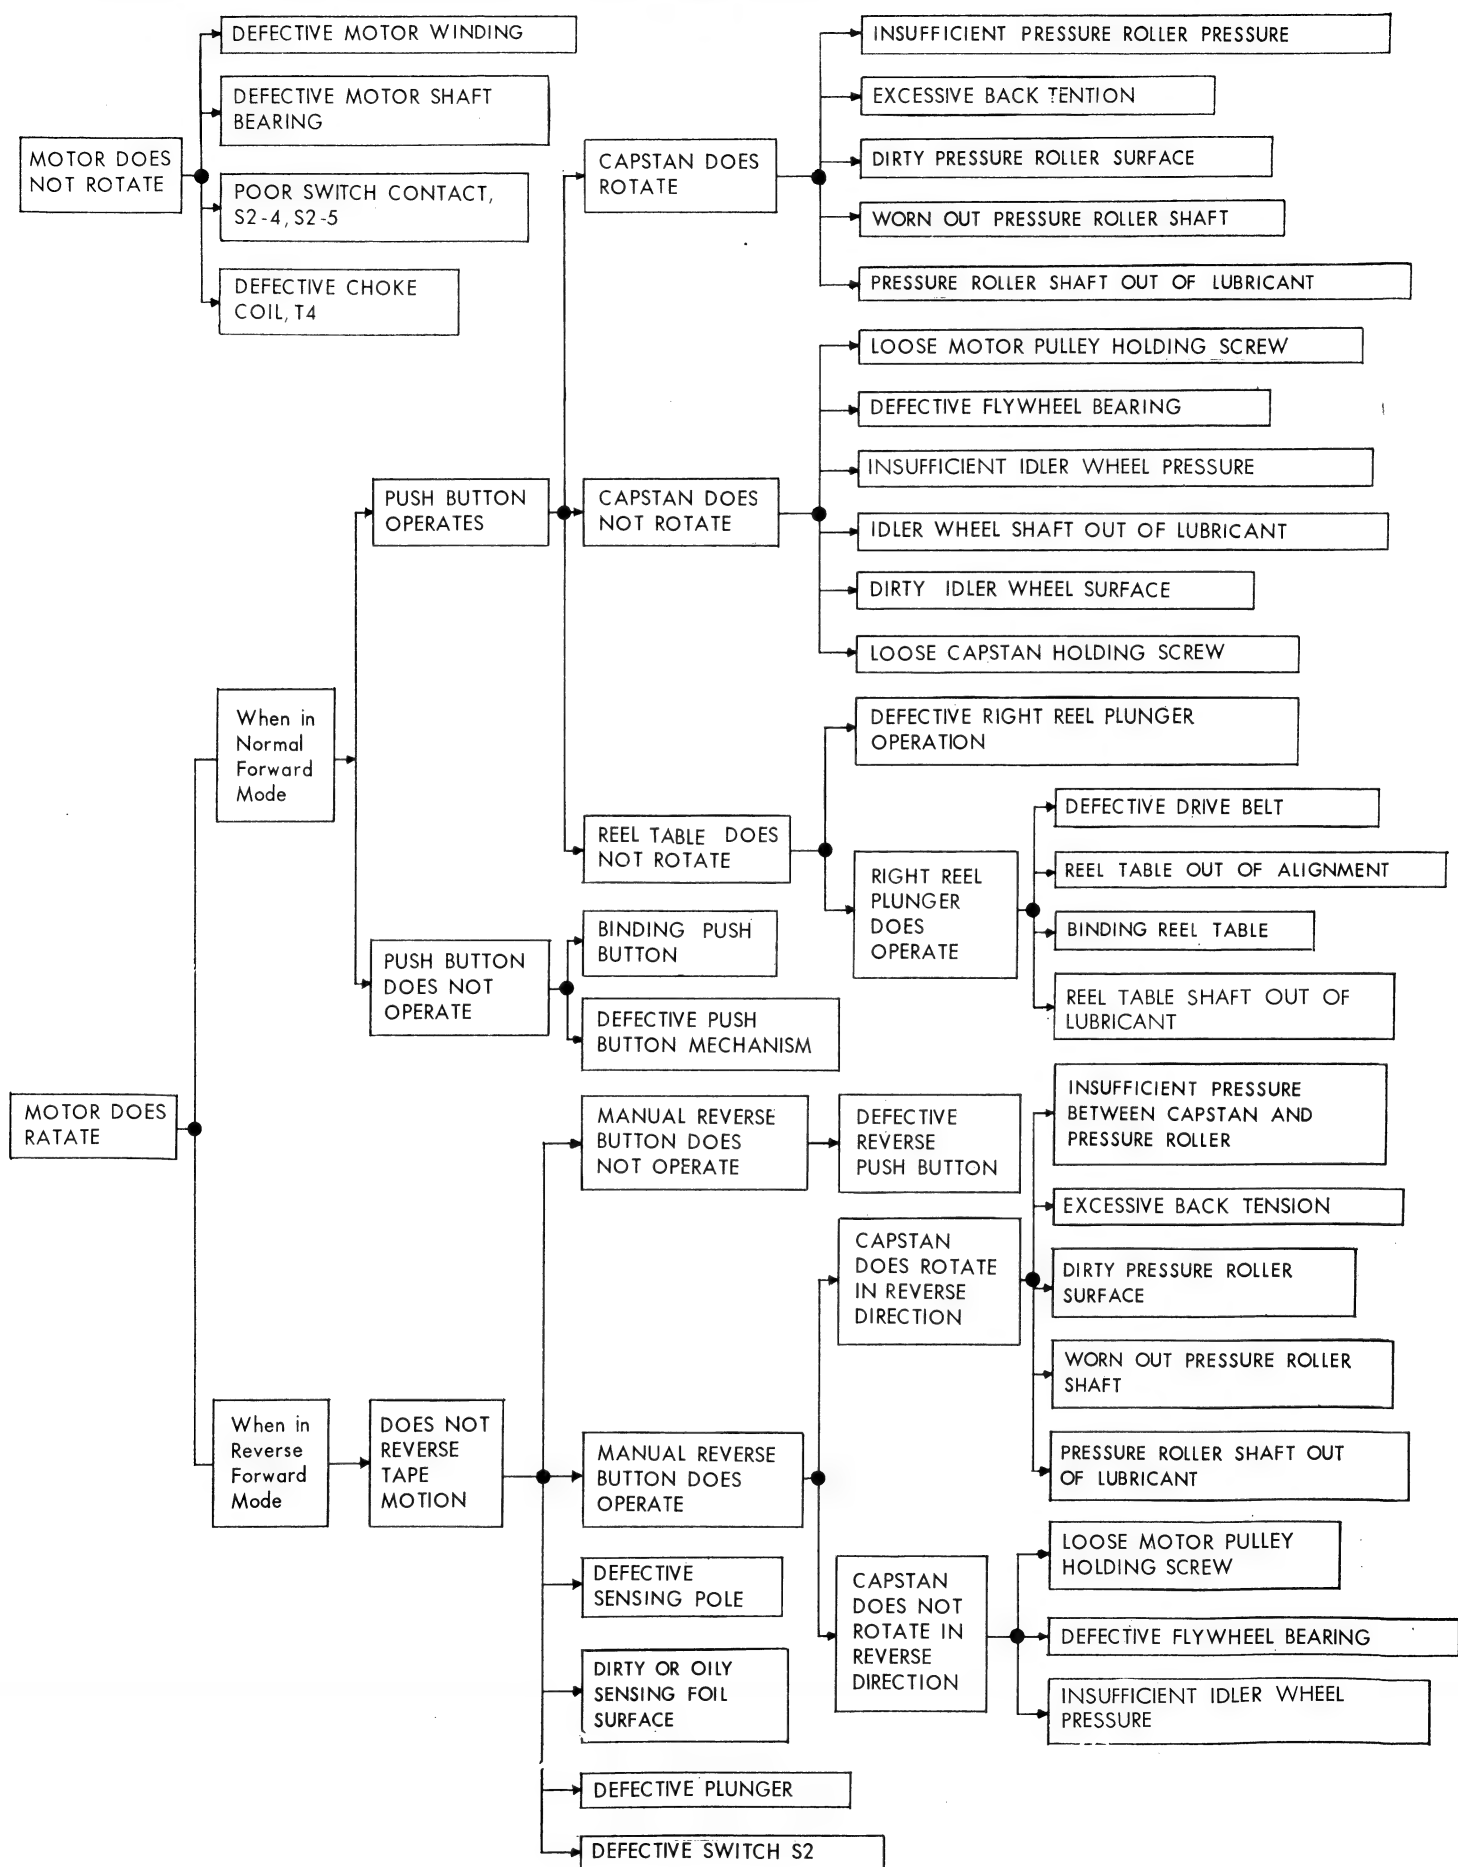 DEFECTIVE MOTOR WINDING
DEFECTIVE MOTOR SHAFT
BEARING
MOTOR DOES
NOT ROTATE
POOR SWITCH CONTACT,
S2-4, S2-5
DEFECTIVE CHOKE
COIL, T4
INSUFFICIENT PRESSURE ROLLER PRESSURE
EXCESSIVE BACK TENTION
CAPSTAN DOES
ROTATE
DIRTY PRESSURE ROLLER SURFACE
WORN OUT PRESSURE ROLLER SHAFT
PRESSURE ROLLER SHAFT OUT OF LUBRICANT
LOOSE MOTOR PULLEY HOLDING SCREW
DEFECTIVE FLYWHEEL BEARING
INSUFFICIENT IDLER WHEEL PRESSURE
PUSH BUTTON
OPERATES
CAPSTAN DOES
NOT ROTATE
IDLER WHEEL SHAFT OUT OF LUBRICANT
DIRTY IDLER WHEEL SURFACE
LOOSE CAPSTAN HOLDING SCREW
When in
Normal
Forward
Mode
DEFECTIVE RIGHT REEL PLUNGER
OPERATION
REEL TABLE DOES
NOT ROTATE
RIGHT REEL
PLUNGER
DOES
OPERATE
DEFECTIVE DRIVE BELT
REEL TABLE OUT OF ALIGNMENT
BINDING REEL TABLE
REEL TABLE SHAFT OUT OF
LUBRICANT
PUSH BUTTON
DOES NOT
OPERATE
BINDING PUSH
BUTTON
DEFECTIVE PUSH
BUTTON MECHANISM
MOTOR DOES
RATATE
MANUAL REVERSE
BUTTON DOES
NOT OPERATE
DEFECTIVE
REVERSE
PUSH BUTTON
INSUFFICIENT PRESSURE
BETWEEN CAPSTAN AND
PRESSURE ROLLER
EXCESSIVE BACK TENSION
CAPSTAN
DOES ROTATE
IN REVERSE
DIRECTION
DIRTY PRESSURE ROLLER
SURFACE
WORN OUT PRESSURE ROLLER
SHAFT
PRESSURE ROLLER SHAFT OUT
OF LUBRICANT
When in
Reverse
Forward
Mode
DOES NOT
REVERSE
TAPE
MOTION
MANUAL REVERSE
BUTTON DOES
OPERATE
DEFECTIVE
SENSING POLE
CAPSTAN
DOES NOT
ROTATE IN
REVERSE
DIRECTION
LOOSE MOTOR PULLEY
HOLDING SCREW
DEFECTIVE FLYWHEEL BEARING
INSUFFICIENT IDLER WHEEL
PRESSURE
DIRTY OR OILY
SENSING FOIL
SURFACE
DEFECTIVE PLUNGER
DEFECTIVE SWITCH S2